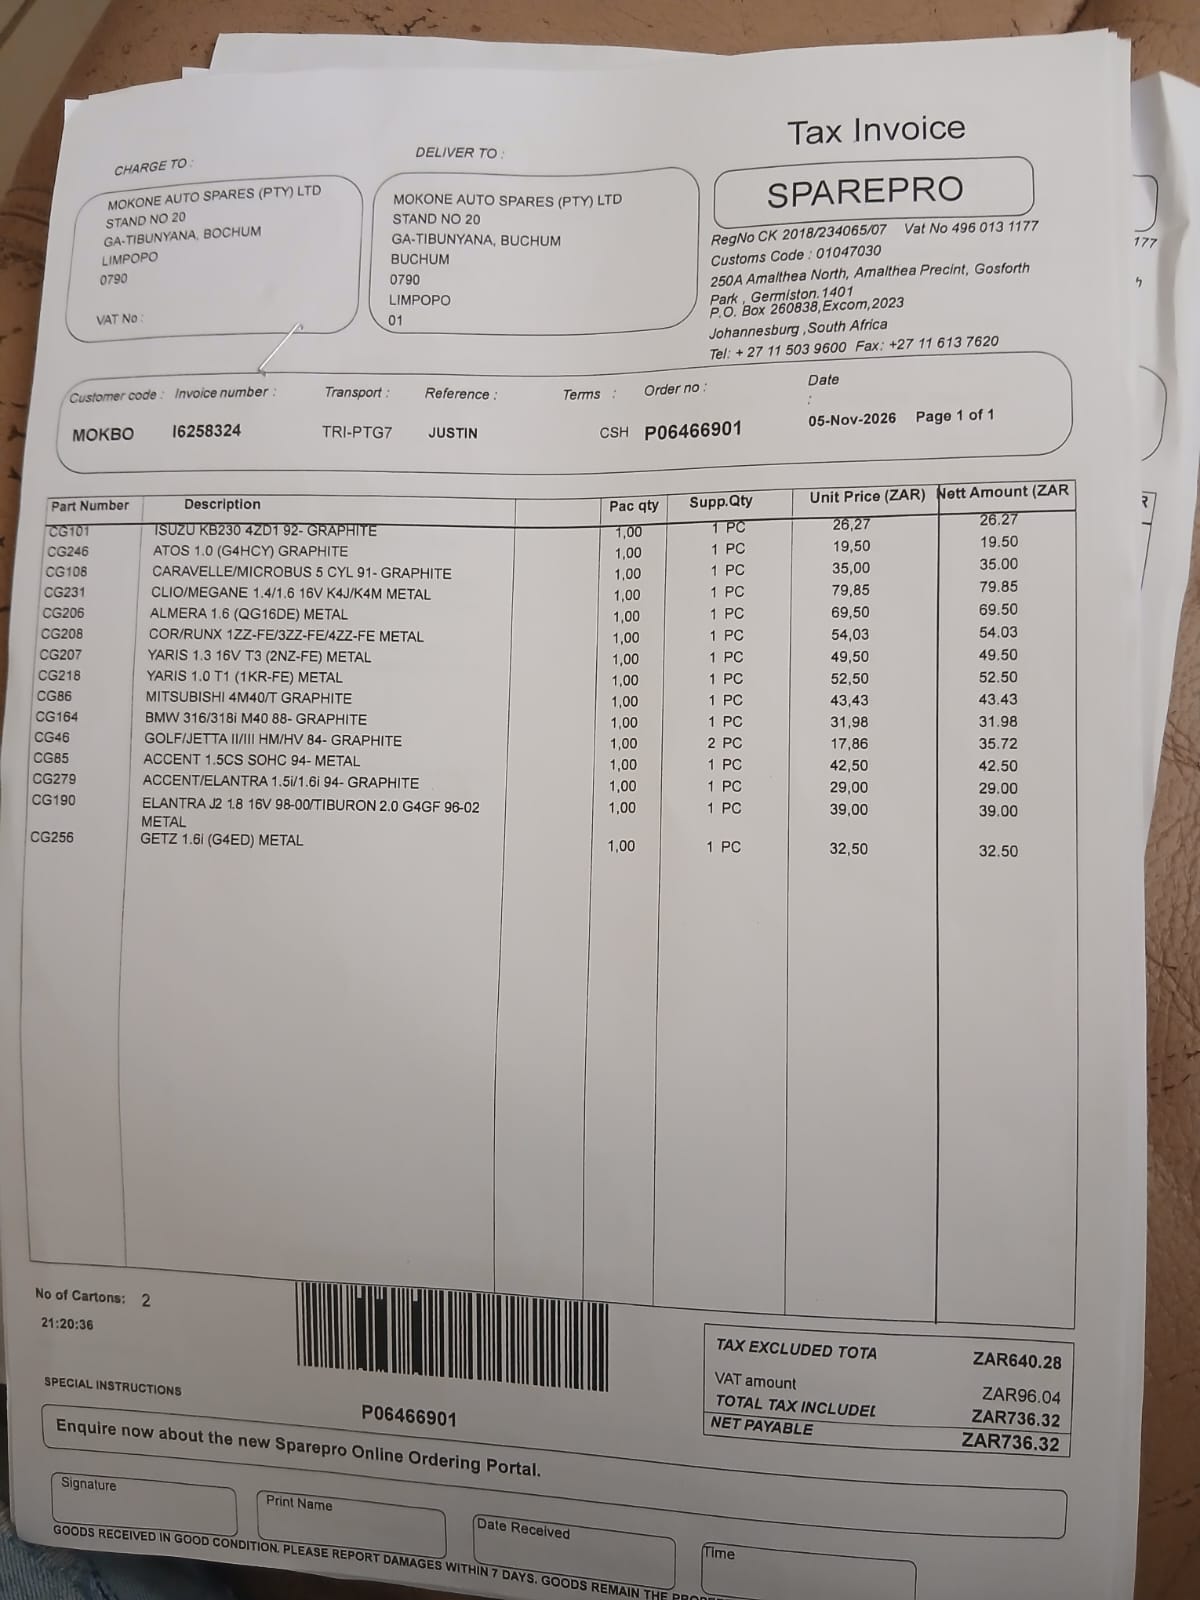 Tax Invoice
CHARGE TO :
MOKONE AUTO SPARES (PTY) LTD
STAND NO 20
GA-TIBUNYANA, BOCHUM
LIMPOPO
0790
VAT No :
DELIVER TO :
MOKONE AUTO SPARES (PTY) LTD
STAND NO 20
GA-TIBUNYANA, BUCHUM
BUCHUM
0790
LIMPOPO
01
SPAREPRO
RegNo CK 2018/234065/07 Vat No 496 013 1177
Customs Code : 01047030
250A Amalthea North, Amalthea Precint, Gosforth
Park , Germiston.1401
P.O. Box 260838,Excom,2023
Johannesburg ,South Africa
Tel: + 27 11 503 9600 Fax: +27 11 613 7620
177
Customer code : Invoice number : Transport : Reference : Terms : Order no : Date :
MOKBO I6258324 TRI-PTG7 JUSTIN CSH P06466901 05-Nov-2026 Page 1 of 1
Part Number Description Pac qty Supp.Qty Unit Price (ZAR) Nett Amount (ZAR
CG101 ISUZU KB230 4ZD1 92- GRAPHITE 1,00 1 PC 26,27 26.27
CG246 ATOS 1.0 (G4HCY) GRAPHITE 1,00 1 PC 19,50 19.50
CG108 CARAVELLE/MICROBUS 5 CYL 91- GRAPHITE 1,00 1 PC 35,00 35.00
CG231 CLIO/MEGANE 1.4/1.6 16V K4J/K4M METAL 1,00 1 PC 79,85 79.85
CG206 ALMERA 1.6 (QG16DE) METAL 1,00 1 PC 69,50 69.50
CG208 COR/RUNX 1ZZ-FE/3ZZ-FE/4ZZ-FE METAL 1,00 1 PC 54,03 54.03
CG207 YARIS 1.3 16V T3 (2NZ-FE) METAL 1,00 1 PC 49,50 49.50
CG218 YARIS 1.0 T1 (1KR-FE) METAL 1,00 1 PC 52,50 52.50
CG86 MITSUBISHI 4M40/T GRAPHITE 1,00 1 PC 43,43 43.43
CG164 BMW 316/318i M40 88- GRAPHITE 1,00 1 PC 31,98 31.98
CG46 GOLF/JETTA II/III HM/HV 84- GRAPHITE 1,00 2 PC 17,86 35.72
CG85 ACCENT 1.5CS SOHC 94- METAL 1,00 1 PC 42,50 42.50
CG279 ACCENT/ELANTRA 1.5i/1.6i 94- GRAPHITE 1,00 1 PC 29,00 29.00
CG190 ELANTRA J2 1.8 16V 98-00/TIBURON 2.0 G4GF 96-02 1,00 1 PC 39,00 39.00
METAL
CG256 GETZ 1.6i (G4ED) METAL 1,00 1 PC 32,50 32.50
No of Cartons: 2
21:20:36
TAX EXCLUDED TOTA ZAR640.28
VAT amount ZAR96.04
TOTAL TAX INCLUDED ZAR736.32
NET PAYABLE ZAR736.32
SPECIAL INSTRUCTIONS
P06466901
Enquire now about the new Sparepro Online Ordering Portal.
Signature
Print Name
Date Received
Time
GOODS RECEIVED IN GOOD CONDITION. PLEASE REPORT DAMAGES WITHIN 7 DAYS. GOODS REMAIN THE